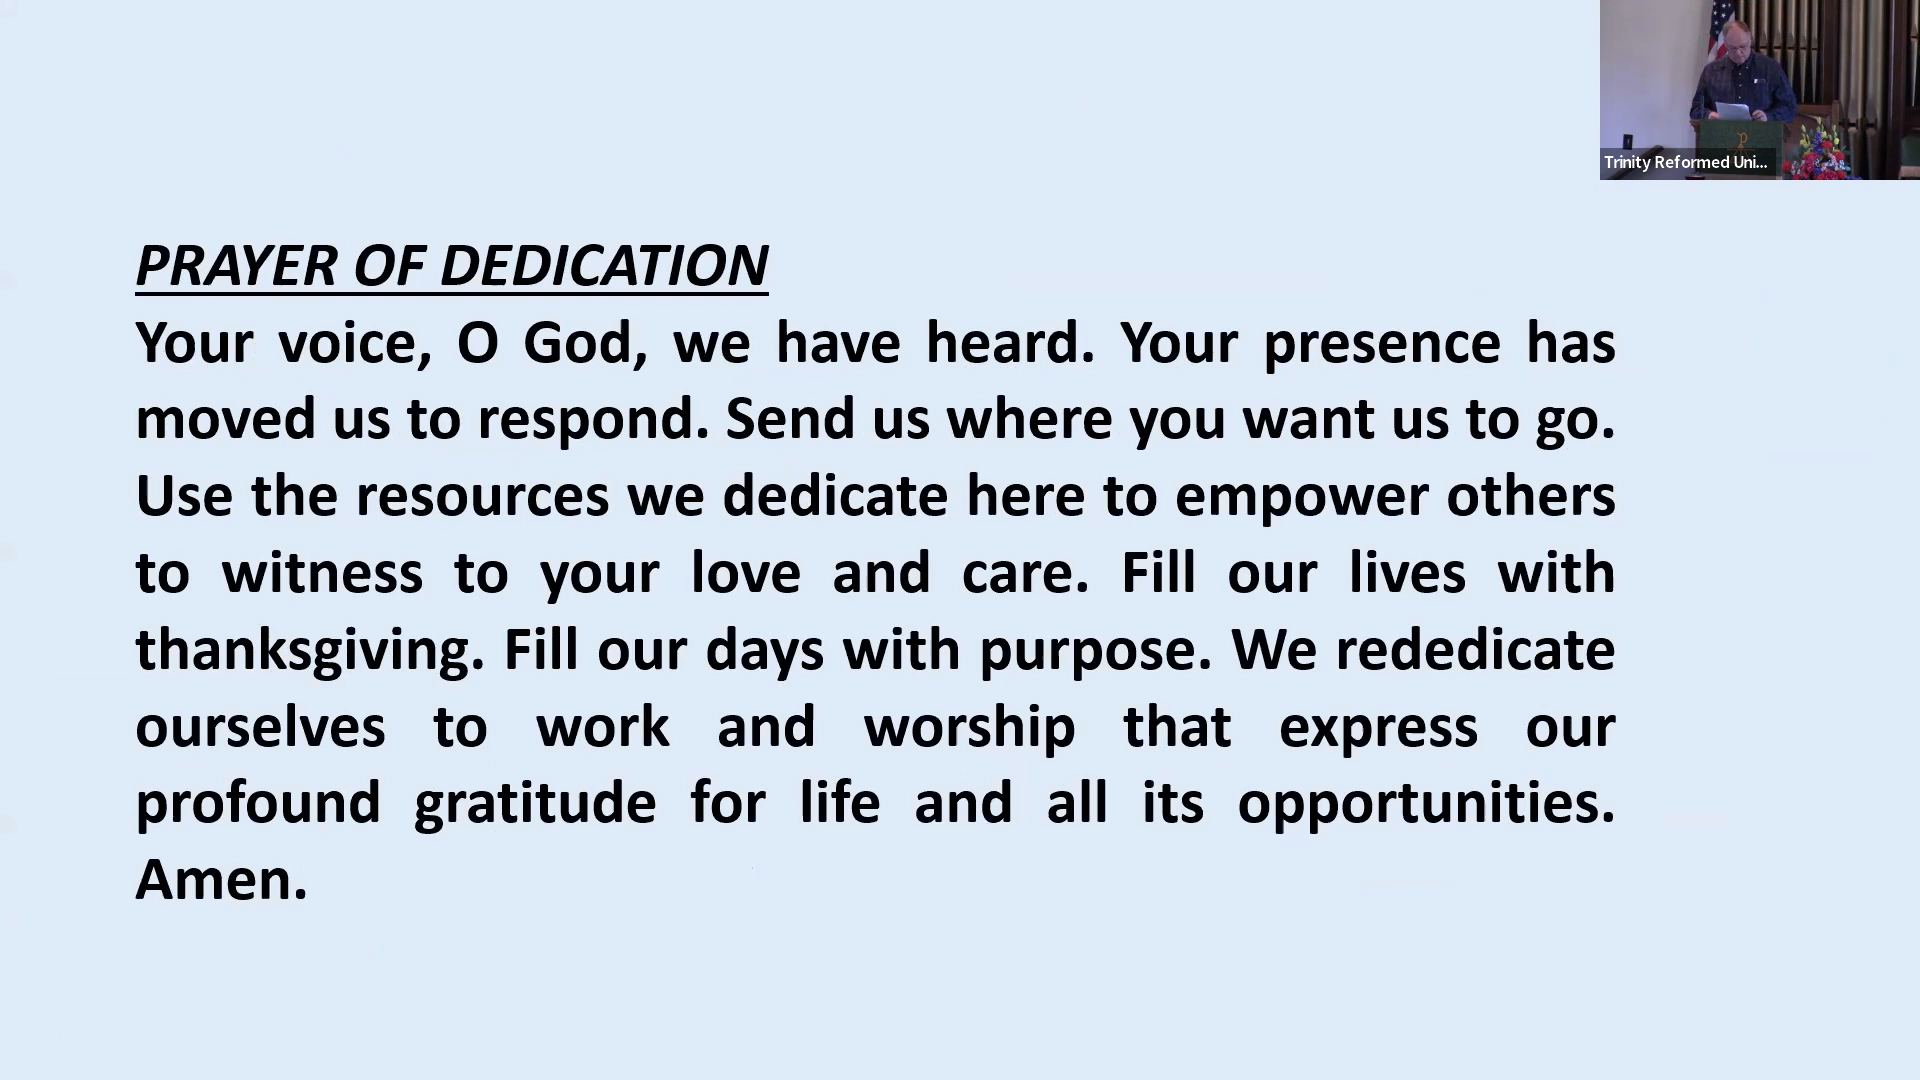 Trinity Reformed Uni...
PRAYER OF DEDICATION
Your voice, O God, we have heard. Your presence has
moved us to respond. Send us where you want us to go.
Use the resources we dedicate here to empower others
to witness to your love and care. Fill our lives with
thanksgiving. Fill our days with purpose. We rededicate
ourselves to work and worship that express our
profound gratitude for life and all its opportunities.
Amen.